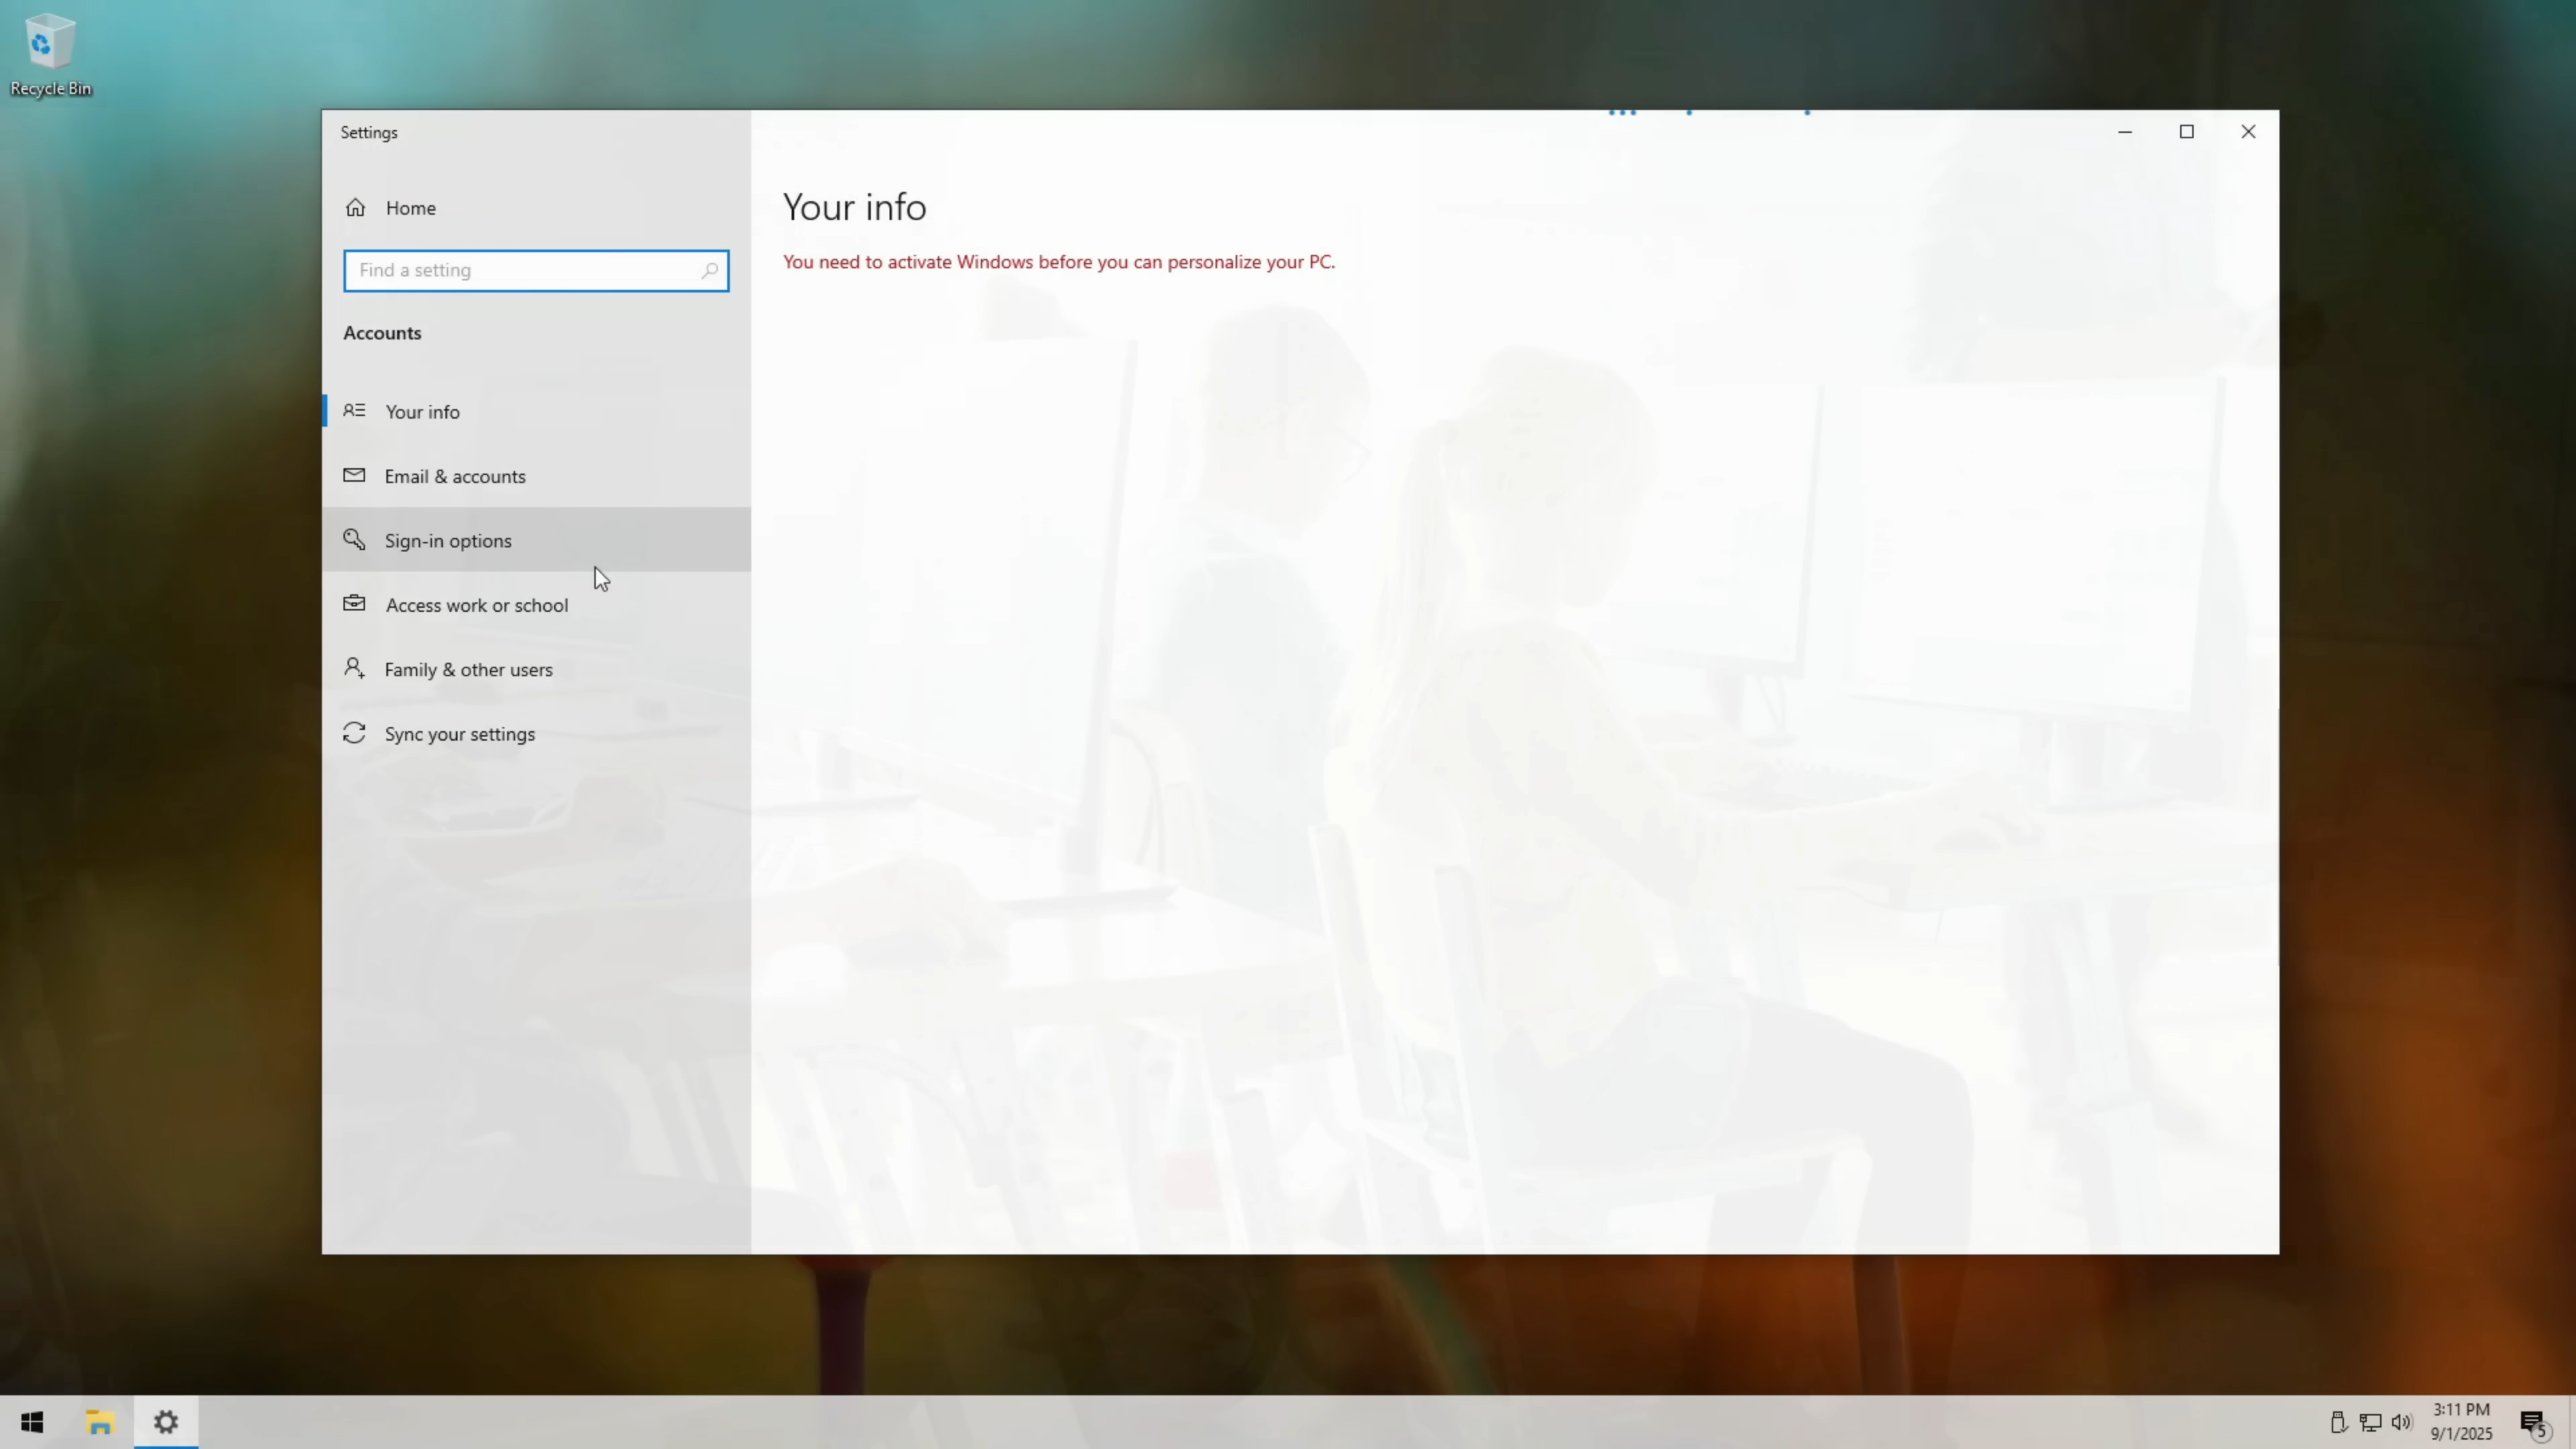 Recycle Bin
Settings
Home
Find a setting
Accounts
Your info
Email & accounts
Sign-in options
Access work or school
Family & other users
Sync your settings
Your info
You need to activate Windows before you can personalize your PC.
3:11 PM
9/1/2025
5